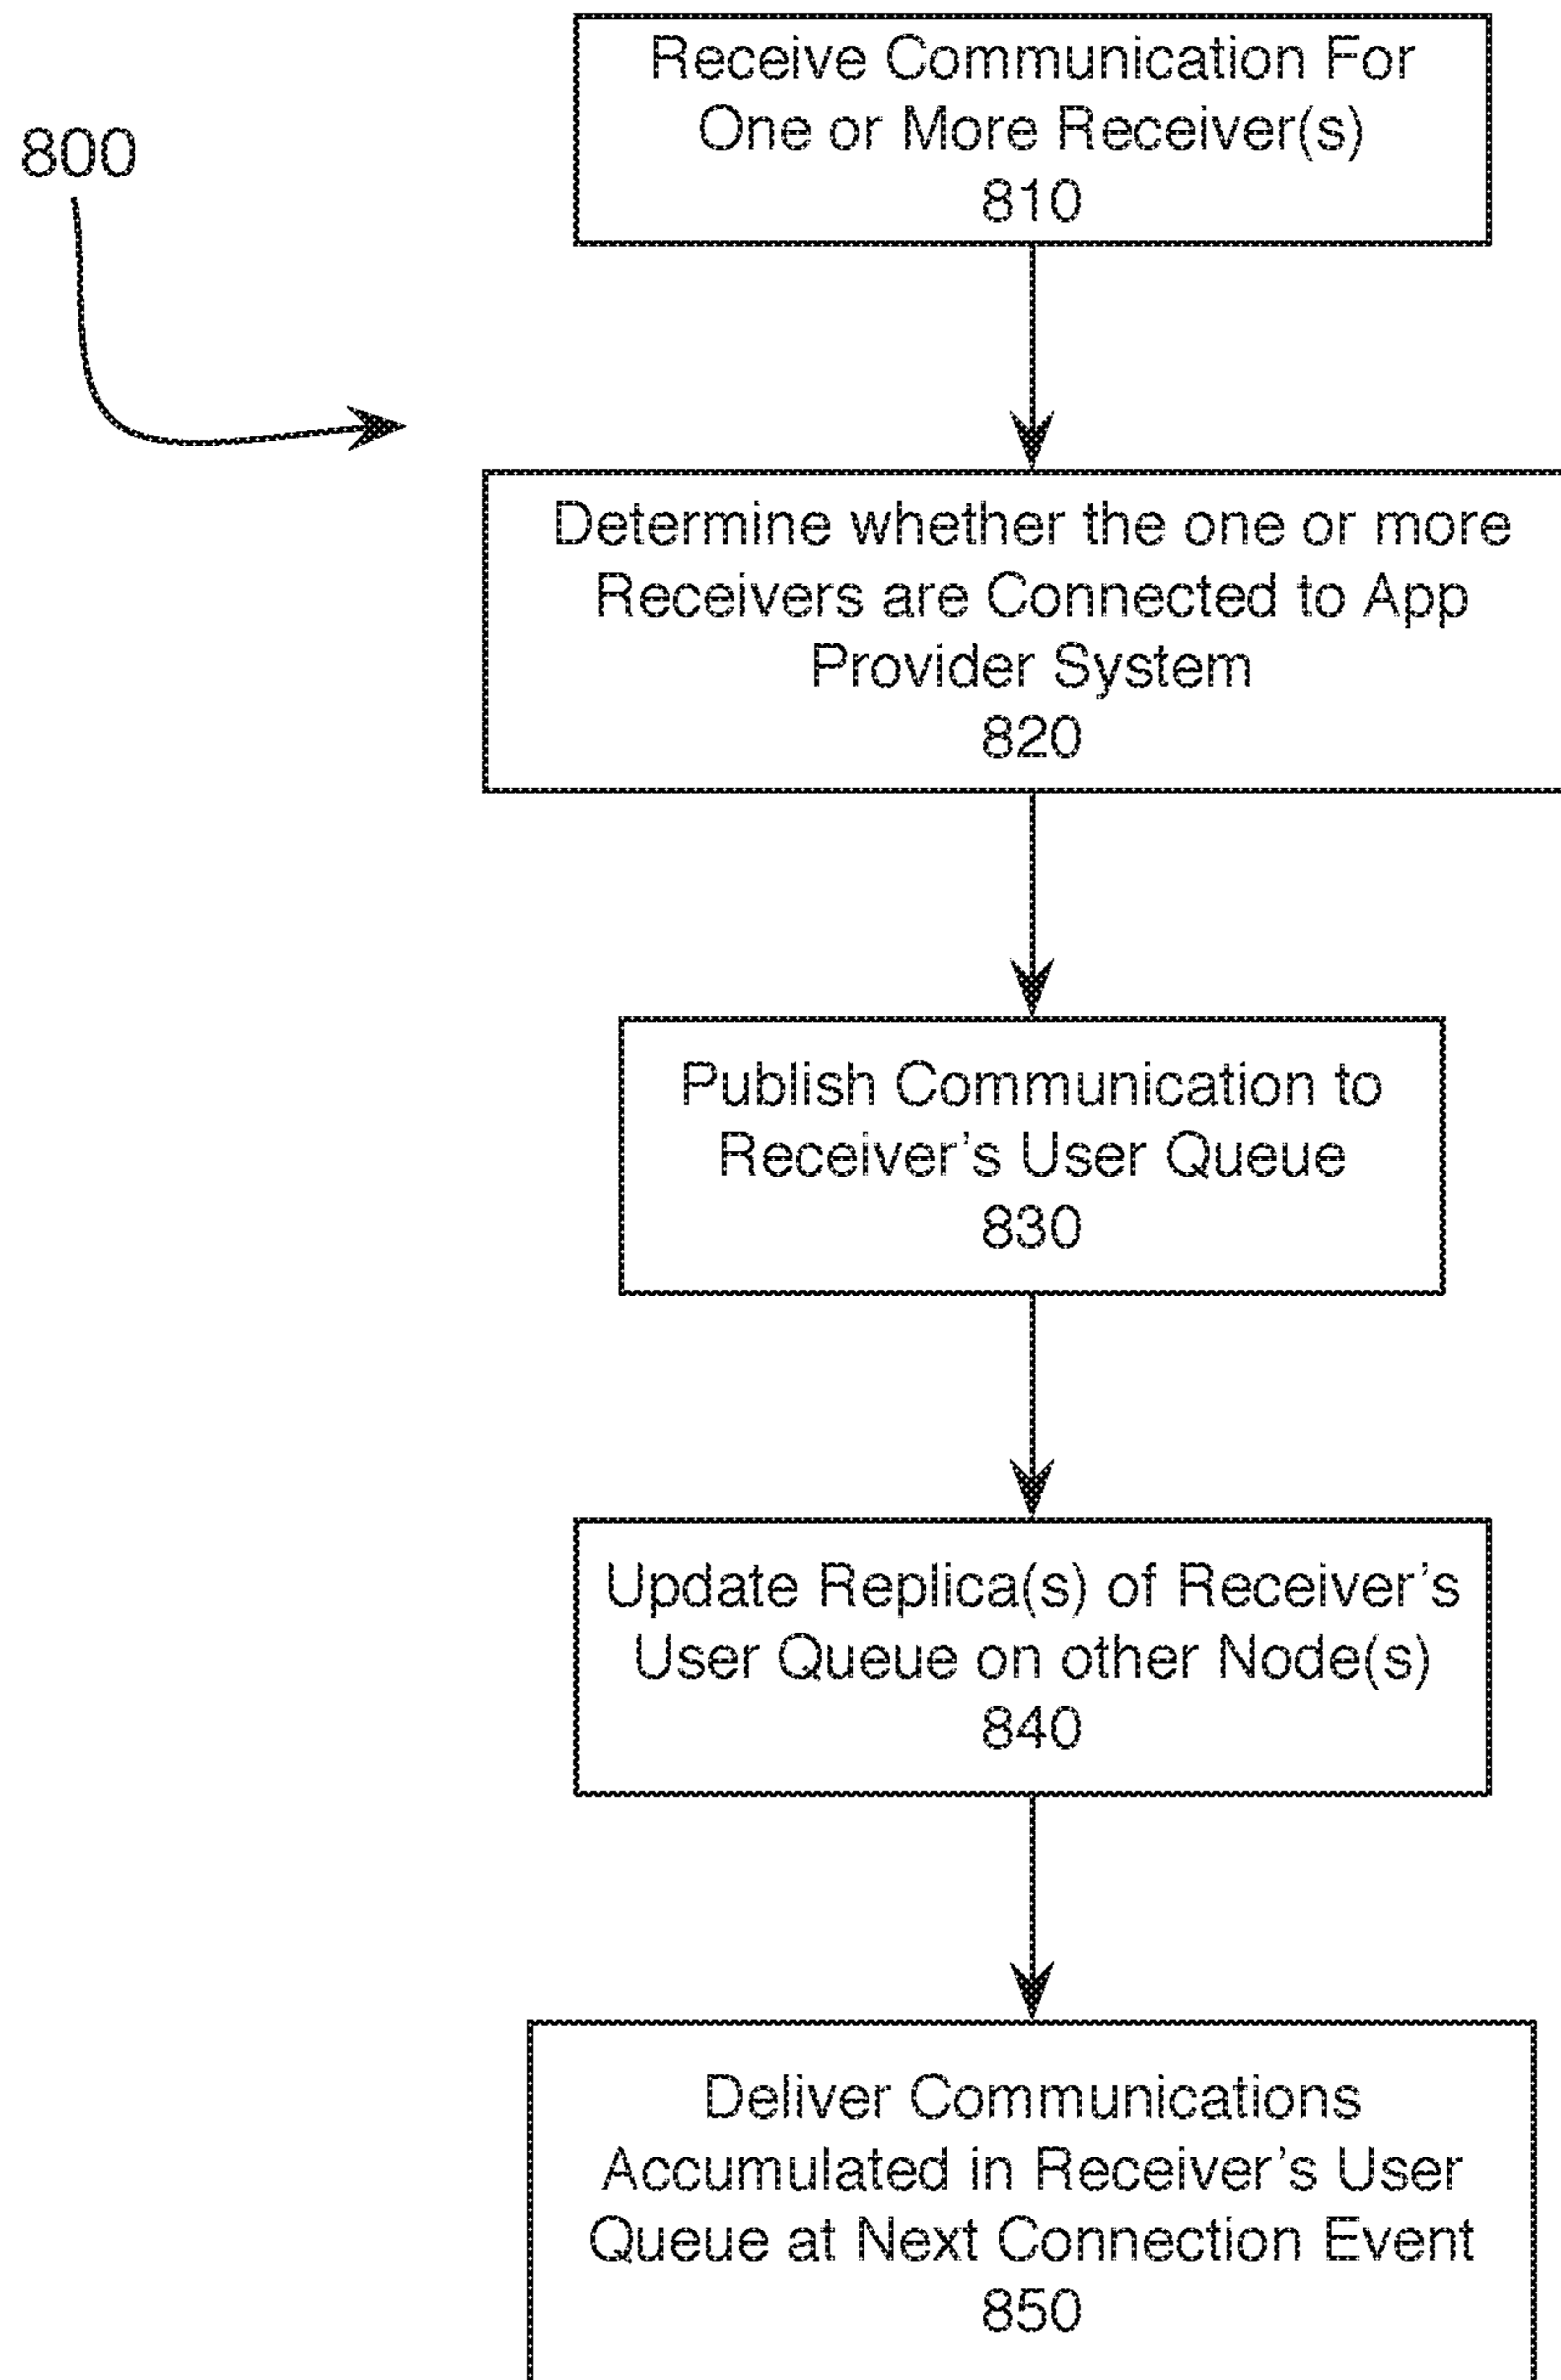 800
Receive Communication For
One or More Receiver(s)
810
Determine whether the one or more
Receivers are Connected to App
Provider System
820
Publish Communication to
Receiver's User Queue
830
Update Replica(s) of Receiver's
User Queue on other Node(s)
840
Deliver Communications
Accumulated in Receiver's User
Queue at Next Connection Event
850